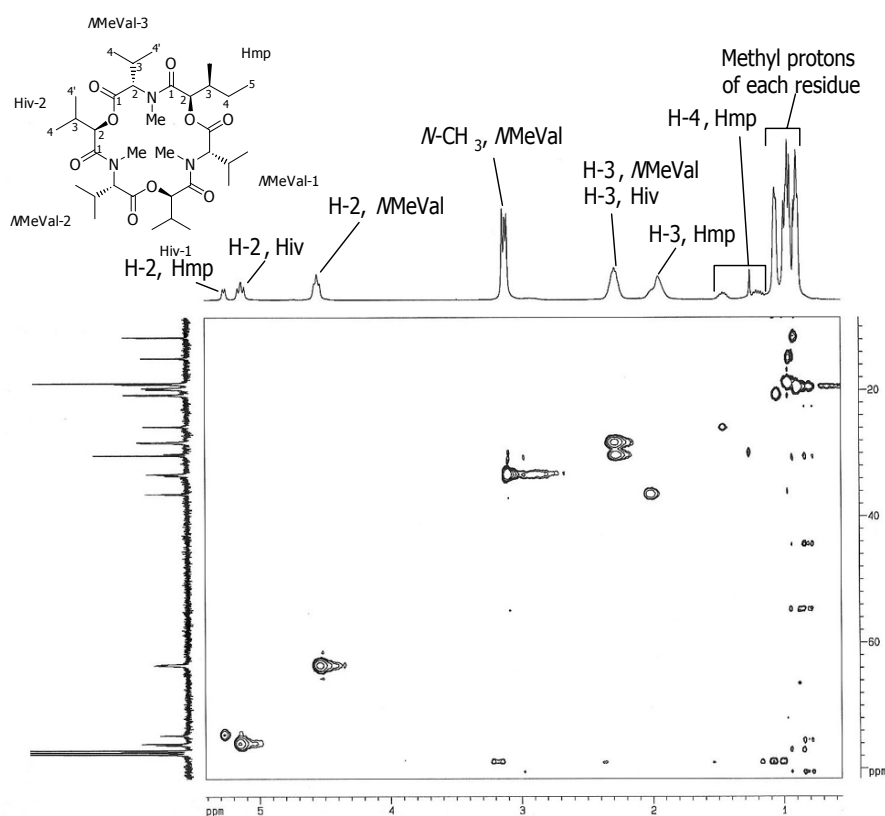 NMeVal-3
Hmp
4
4'
3
1
2
N
Me
O
O
1
2
3
4
5
O
O
Hiv-2
4'
4
3
2
1
O
O
N
Me
Me
N
O
O
O
NMeVal-1
NMeVal-2
Hiv-1
H-2, Hmp
H-2, Hiv
H-2, NMeVal
N-CH3, NMeVal
H-3, NMeVal
H-3, Hiv
H-3, Hmp
H-4, Hmp
Methyl protons
of each residue
20
40
60
ppm
ppm 5 4 3 2 1